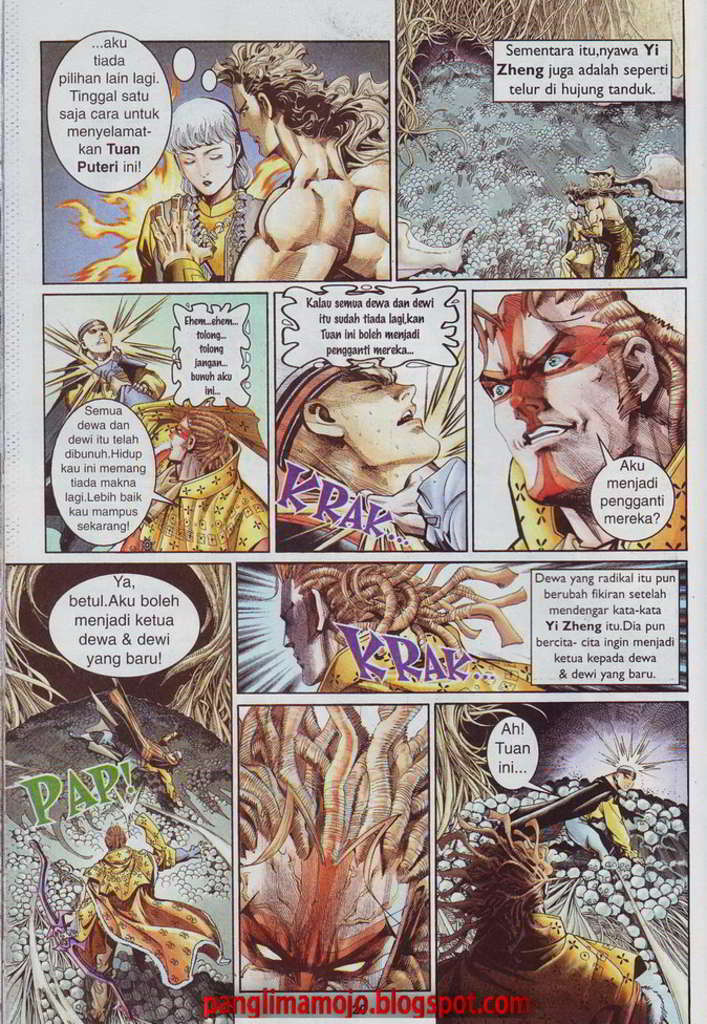 ...aku
tiada
pilihan lain lagi.
Tinggal satu
saja cara untuk
menyelamat-
kan Tuan
Puteri ini!
Sementara itu,nyawa Yi
Zheng juga adalah seperti
telur di hujung tanduk.
Ehem...ehem...
tolong...
tolong
jangan...
bunuh aku
ini...
Semua
dewa dan
dewi itu telah
dibunuh.Hidup
kau ini memang
tiada makna
lagi.Lebih baik
kau mampus
sekarang!
Kalau semua dewa dan dewi
itu sudah tiada lagi,kan
Tuan ini boleh menjadi
pengganti mereka...
KRAK...
Aku
menjadi
pengganti
mereka?
Ya,
betul.Aku boleh
menjadi ketua
dewa & dewi
yang baru!
PAP!
KRAK...
Dewa yang radikal itu pun
berubah fikiran setelah
mendengar kata-kata
Yi Zheng itu.Dia pun
bercita- cita ingin menjadi
ketua kepada dewa
& dewi yang baru.
Ah!
Tuan
ini...
panglimamojo.blogspot.com